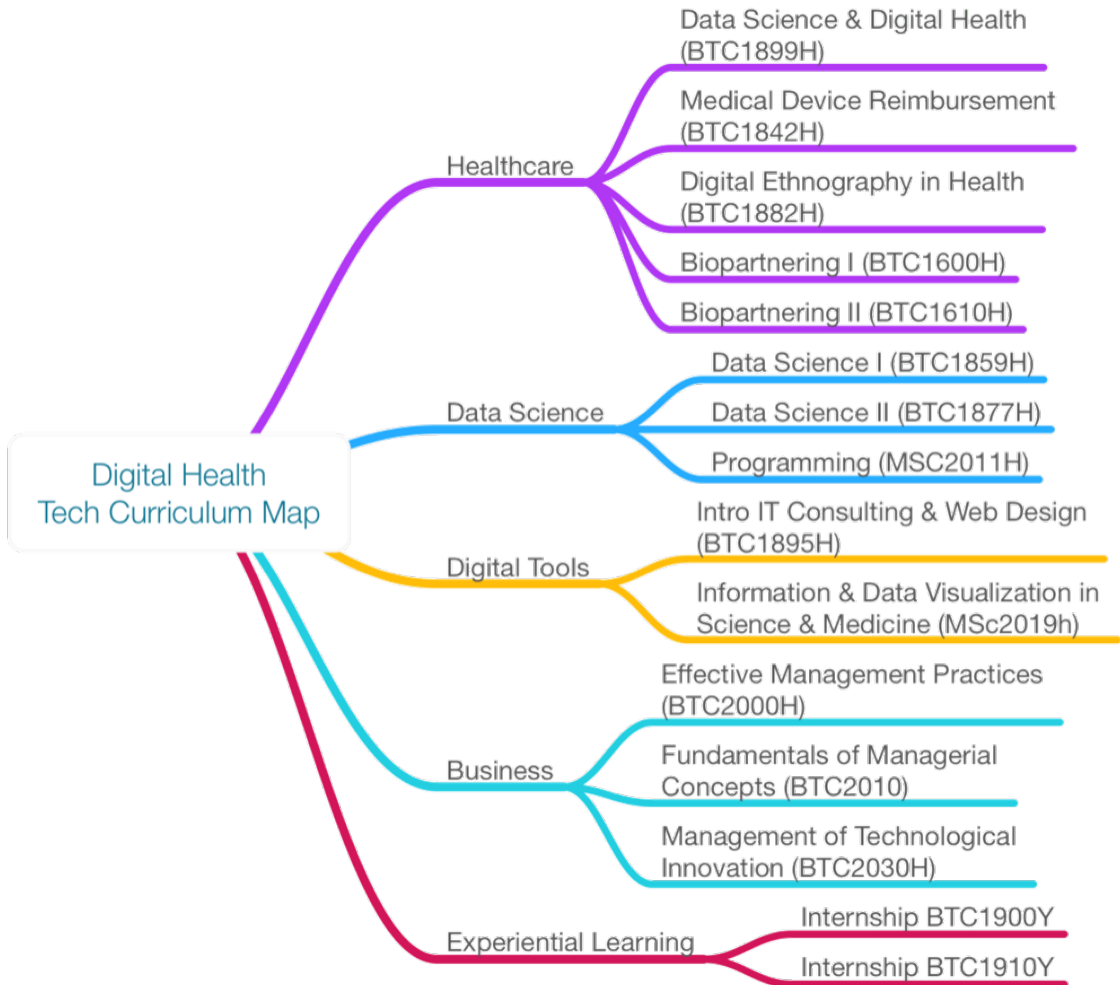 Data Science & Digital Health
(BTC1899H)
Medical Device Reimbursement
(BTC1842H)
Healthcare
Digital Ethnography in Health
(BTC1882H)
Biopartnering I (BTC1600H)
Biopartnering II (BTC1610H)
Data Science I (BTC1859H)
Data Science
Data Science II (BTC1877H)
Programming (MSC2011H)
Digital Health
Tech Curriculum Map
Intro IT Consulting & Web Design
(BTC1895H)
Digital Tools
Information & Data Visualization in
Science & Medicine (MSc2019h)
Effective Management Practices
(BTC2000H)
Business
Fundamentals of Managerial
Concepts (BTC2010)
Management of Technological
Innovation (BTC2030H)
Internship BTC1900Y
Experiential Learning
Internship BTC1910Y